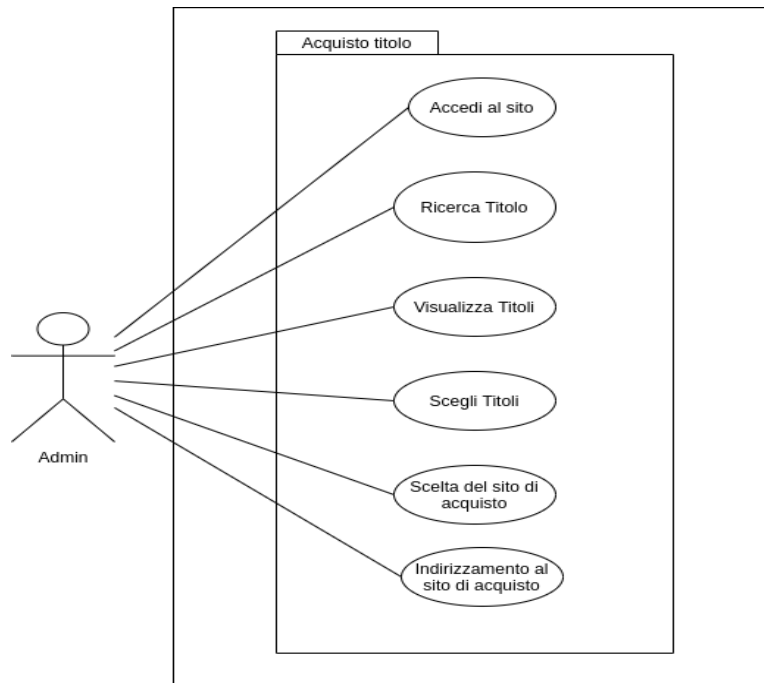 Acquisto titolo
Accedi al sito
Ricerca Titolo
Visualizza Titoli
Scegli Titoli
Admin
Scelta del sito di
acquisto
Indirizzamento al
sito di acquisto